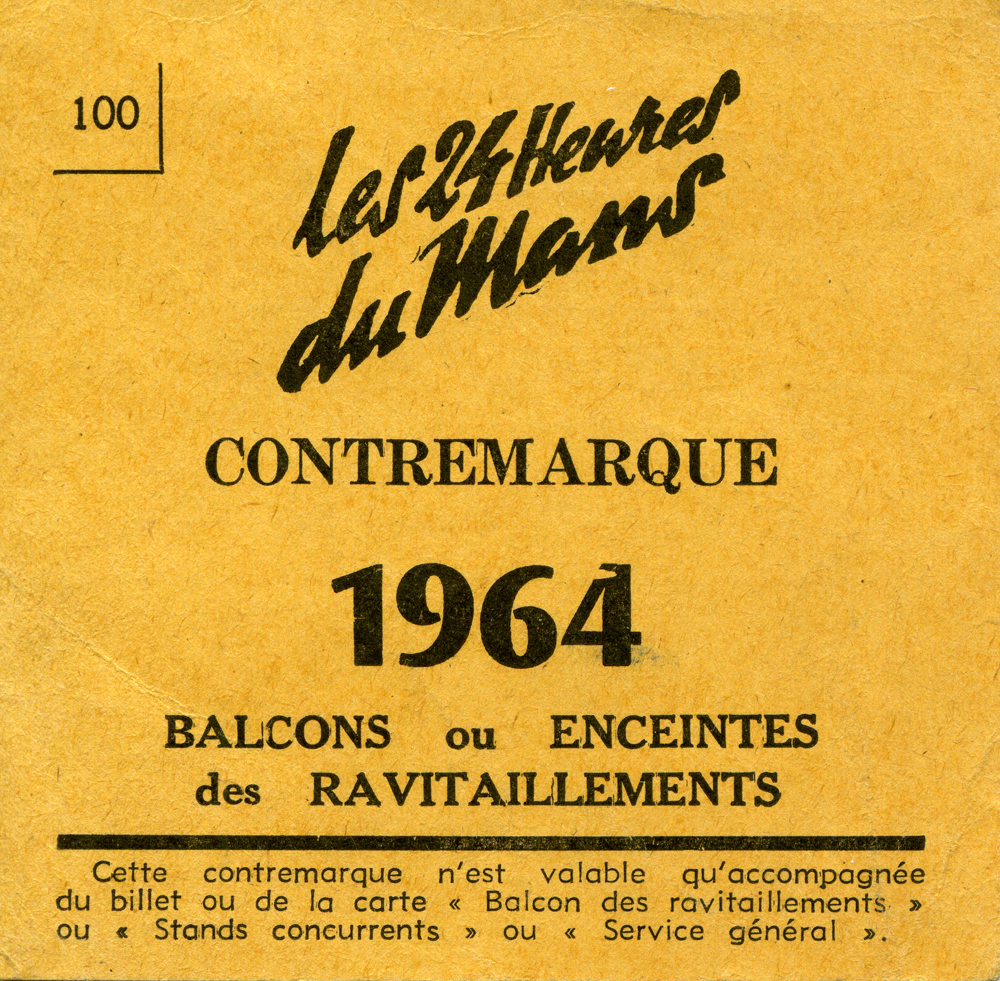 100
Les 24 Heures
du Mans
CONTREMARQUE
1964
BALCONS ou ENCEINTES
des RAVITAILLEMENTS
Cette contremarque n'est valable qu'accompagnée
du billet ou de la carte « Balcon des ravitaillements »
ou « Stands concurrents » ou « Service général ».